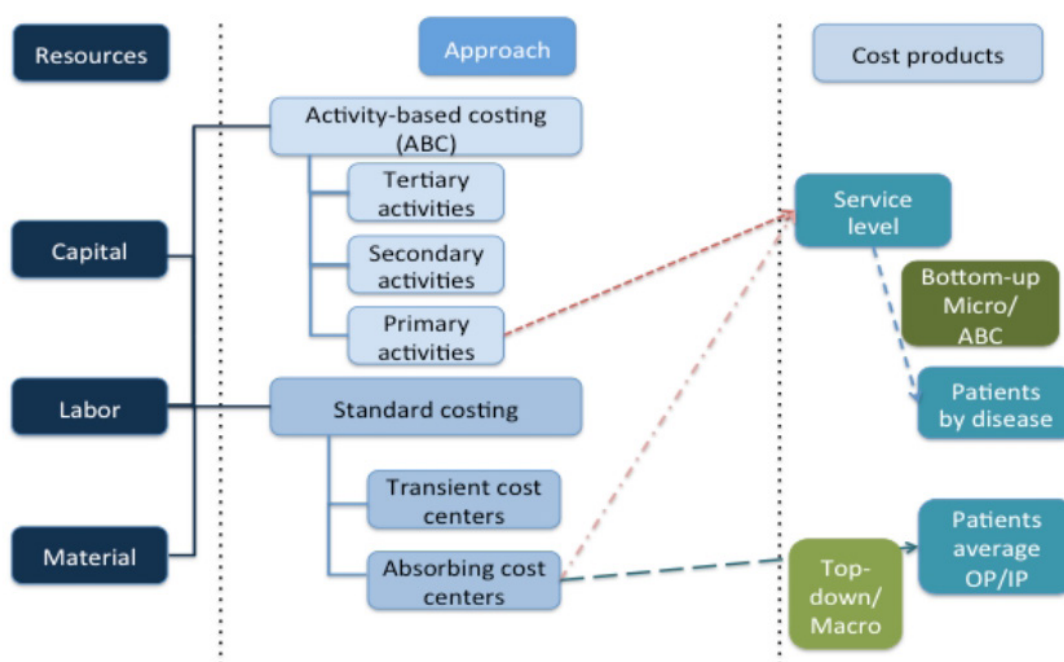 Resources
Approach
Cost products
Activity-based costing
(ABC)
Tertiary
activities
Secondary
activities
Primary
activities
Capital
Labor
Material
Standard costing
Transient cost
centers
Absorbing cost
centers
Service
level
Bottom-up
Micro/
ABC
Patients
by disease
Patients
average
OP/IP
Top-
down/
Macro